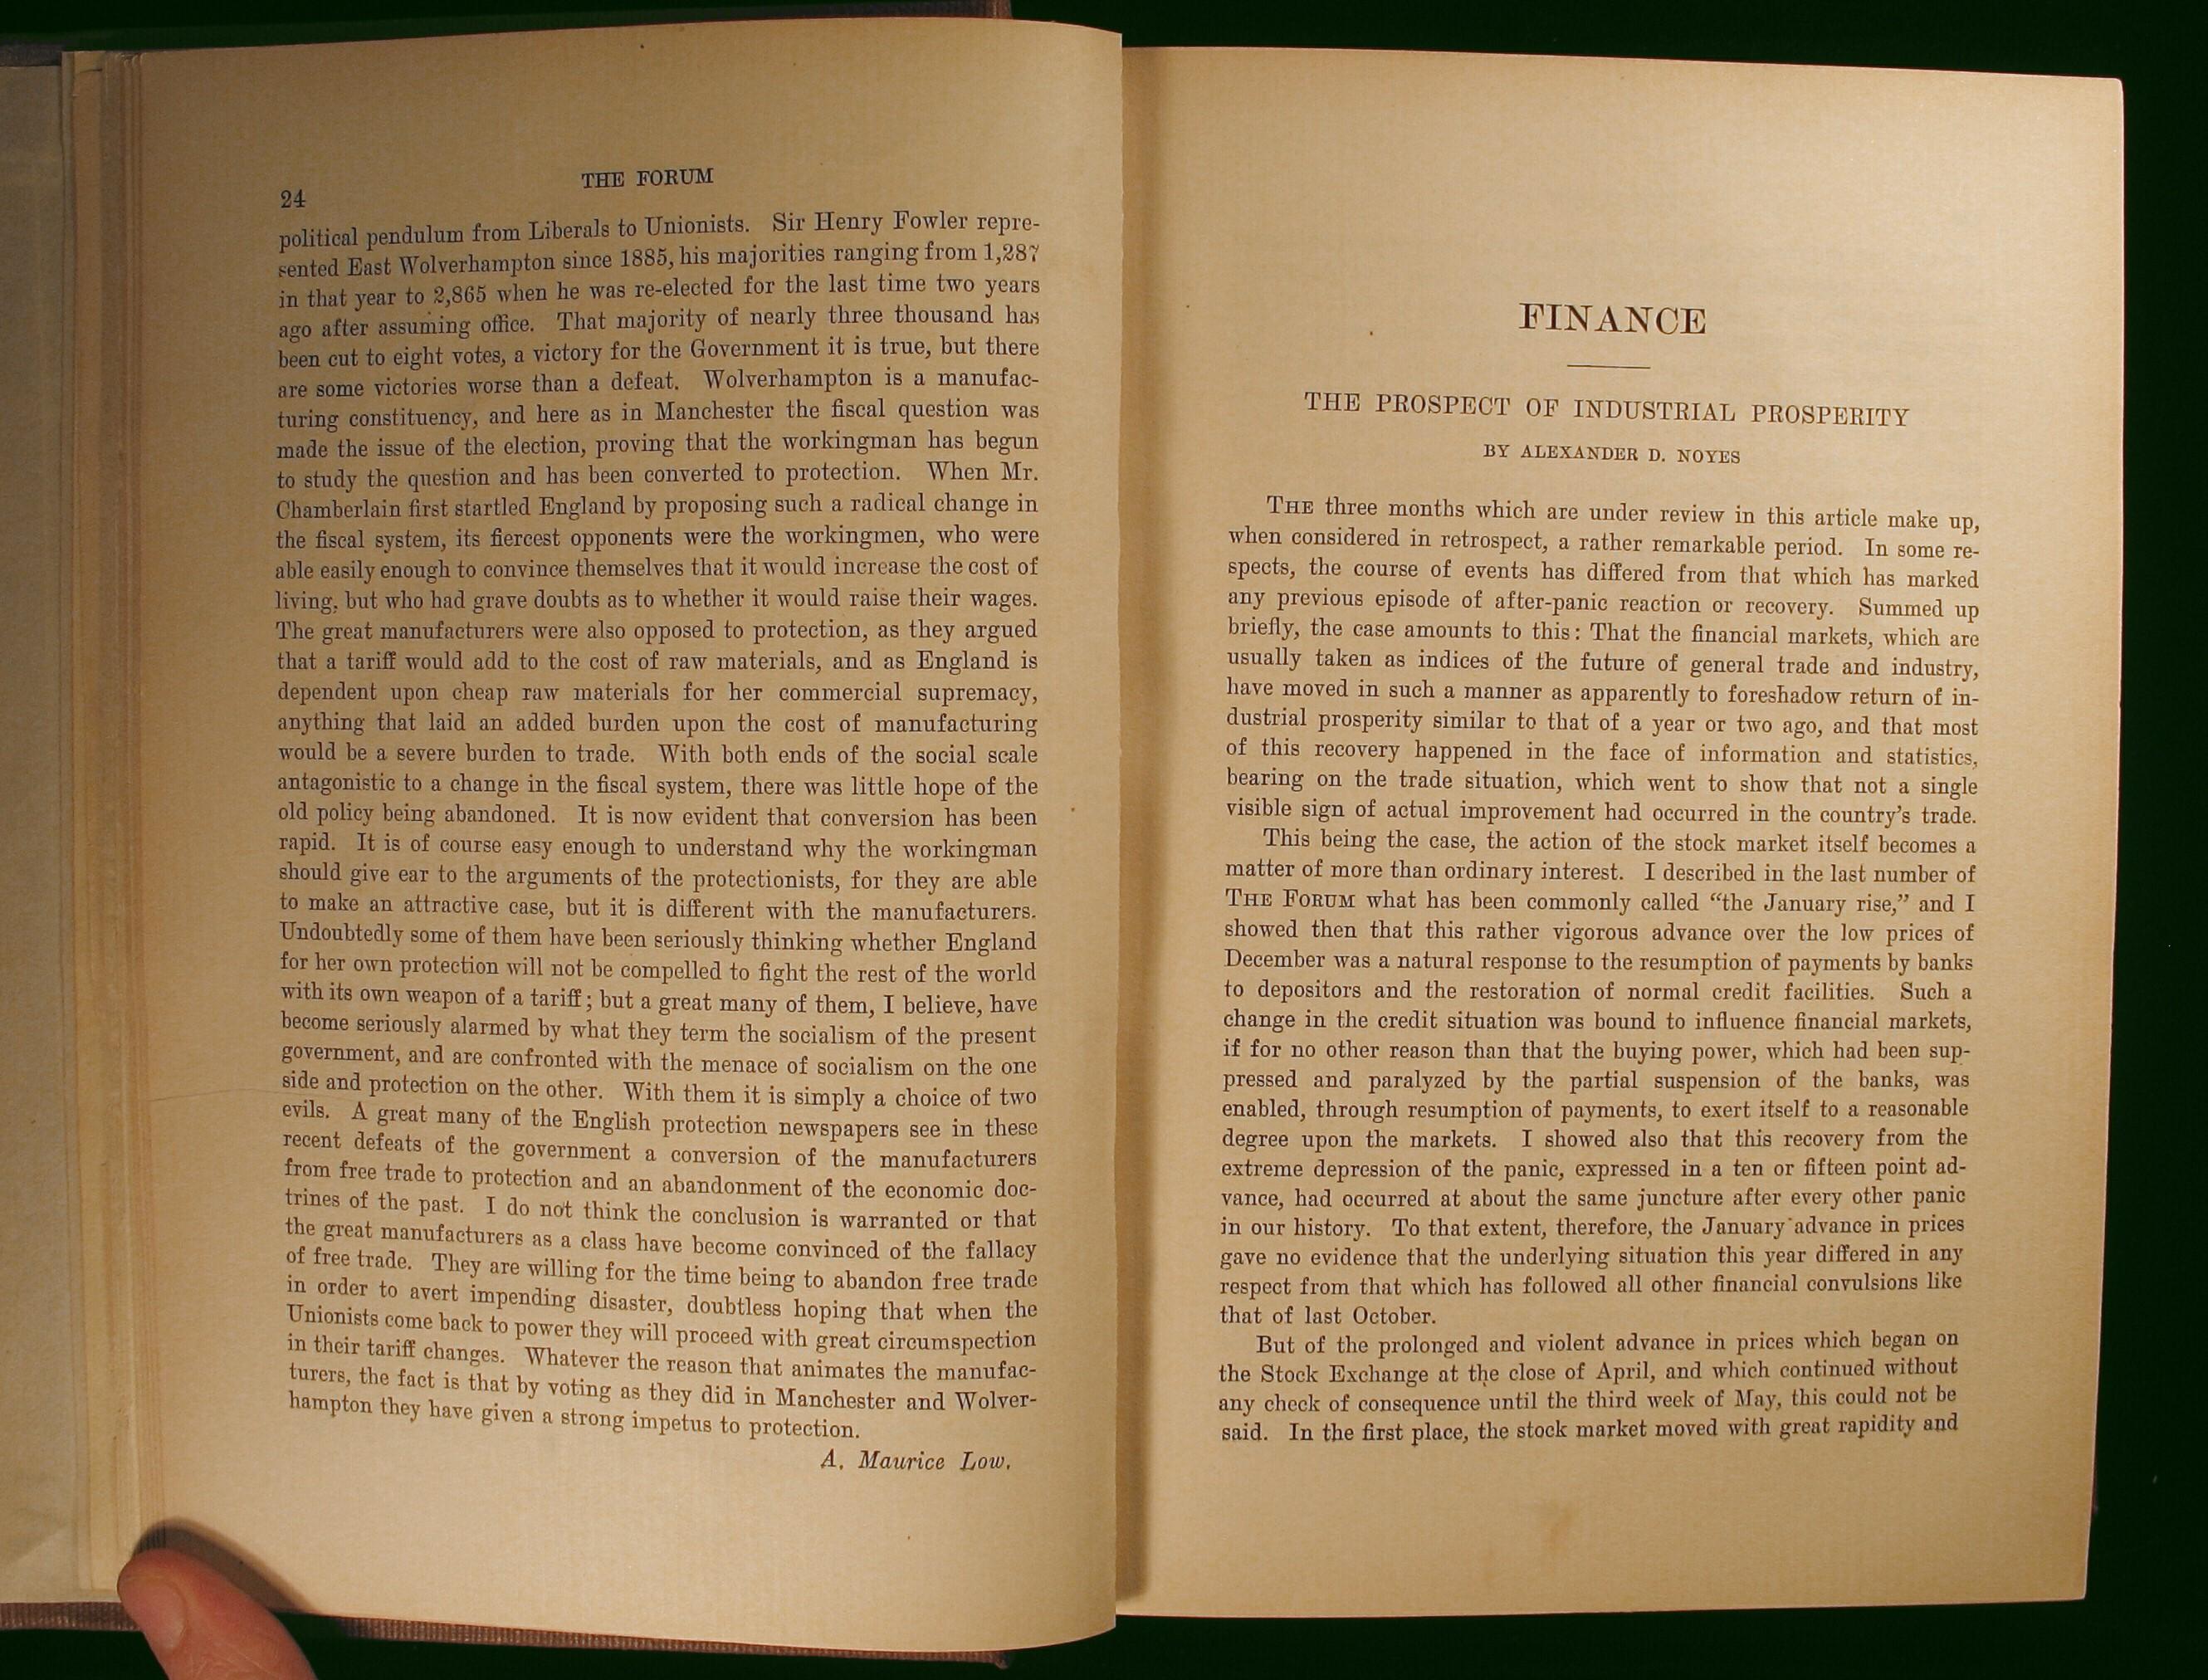 24
THE FORUM
political pendulum from Liberals to Unionists. Sir Henry Fowler repre-
sented East Wolverhampton since 1885, his majorities ranging from 1,287
in that year to 2,865 when he was re-elected for the last time two years
ago after assuming office. That majority of nearly three thousand has
been cut to eight votes, a victory for the Government it is true, but there
are some victories worse than a defeat. Wolverhampton is a manufac-
turing constituency, and here as in Manchester the fiscal question was
made the issue of the election, proving that the workingman has begun
to study the question and has been converted to protection. When Mr.
Chamberlain first startled England by proposing such a radical change in
the fiscal system, its fiercest opponents were the workingmen, who were
able easily enough to convince themselves that it would increase the cost of
living, but who had grave doubts as to whether it would raise their wages.
The great manufacturers were also opposed to protection, as they argued
that a tariff would add to the cost of raw materials, and as England is
dependent upon cheap raw materials for her commercial supremacy,
anything that laid an added burden upon the cost of manufacturing
would be a severe burden to trade. With both ends of the social scale
antagonistic to a change in the fiscal system, there was little hope of the
old policy being abandoned. It is now evident that conversion has been
rapid. It is of course easy enough to understand why the workingman
should give ear to the arguments of the protectionists, for they are able
to make an attractive case, but it is different with the manufacturers.
Undoubtedly some of them have been seriously thinking whether England
for her own protection will not be compelled to fight the rest of the world
with its own weapon of a tariff; but a great many of them, I believe, have
become seriously alarmed by what they term the socialism of the present
government, and are confronted with the menace of socialism on the one
side and protection on the other. With them it is simply a choice of two
evils. A great many of the English protection newspapers see in these
recent defeats of the government a conversion of the manufacturers
from free trade to protection and an abandonment of the economic doc-
trines of the past. I do not think the conclusion is warranted or that
the great manufacturers as a class have become convinced of the fallacy
of free trade. They are willing for the time being to abandon free trade
in order to avert impending disaster, doubtless hoping that when the
Unionists come back to power they will proceed with great circumspection
in their tariff changes. Whatever the reason that animates the manufac-
turers, the fact is that by voting as they did in Manchester and Wolver-
hampton they have given a strong impetus to protection.
A. Maurice Low.
FINANCE
THE PROSPECT OF INDUSTRIAL PROSPERITY
BY ALEXANDER D. NOYES
THE three months which are under review in this article make up,
when considered in retrospect, a rather remarkable period. In some re-
spects, the course of events has differed from that which has marked
any previous episode of after-panic reaction or recovery. Summed up
briefly, the case amounts to this: That the financial markets, which are
usually taken as indices of the future of general trade and industry,
have moved in such a manner as apparently to foreshadow return of in-
dustrial prosperity similar to that of a year or two ago, and that most
of this recovery happened in the face of information and statistics,
bearing on the trade situation, which went to show that not a single
visible sign of actual improvement had occurred in the country's trade.
This being the case, the action of the stock market itself becomes a
matter of more than ordinary interest. I described in the last number of
THE FORUM what has been commonly called “the January rise,” and I
showed then that this rather vigorous advance over the low prices of
December was a natural response to the resumption of payments by banks
to depositors and the restoration of normal credit facilities. Such a
change in the credit situation was bound to influence financial markets,
if for no other reason than that the buying power, which had been sup-
pressed and paralyzed by the partial suspension of the banks, was
enabled, through resumption of payments, to exert itself to a reasonable
degree upon the markets. I showed also that this recovery from the
extreme depression of the panic, expressed in a ten or fifteen point ad-
vance, had occurred at about the same juncture after every other panic
in our history. To that extent, therefore, the January advance in prices
gave no evidence that the underlying situation this year differed in any
respect from that which has followed all other financial convulsions like
that of last October.
But of the prolonged and violent advance in prices which began on
the Stock Exchange at the close of April, and which continued without
any check of consequence until the third week of May, this could not be
said. In the first place, the stock market moved with great rapidity and